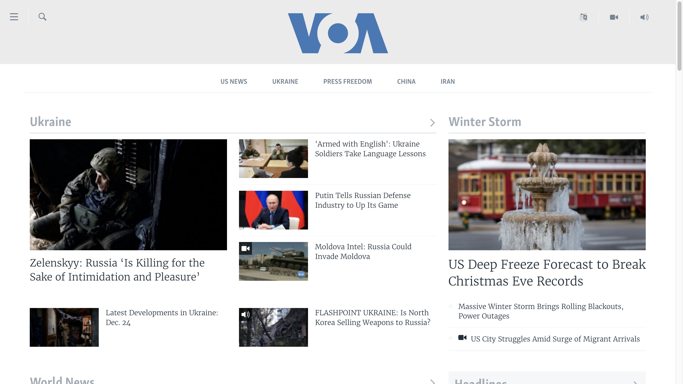 VOA
US NEWS
UKRAINE
PRESS FREEDOM
CHINA
IRAN
Ukraine
Zelenskyy: Russia ‘Is Killing for the
Sake of Intimidation and Pleasure’
'Armed with English': Ukraine
Soldiers Take Language Lessons
Putin Tells Russian Defense
Industry to Up Its Game
Moldova Intel: Russia Could
Invade Moldova
Latest Developments in Ukraine:
Dec. 24
FLASHPOINT UKRAINE: Is North
Korea Selling Weapons to Russia?
Winter Storm
US Deep Freeze Forecast to Break
Christmas Eve Records
Massive Winter Storm Brings Rolling Blackouts,
Power Outages
US City Struggles Amid Surge of Migrant Arrivals
World News
Headlines